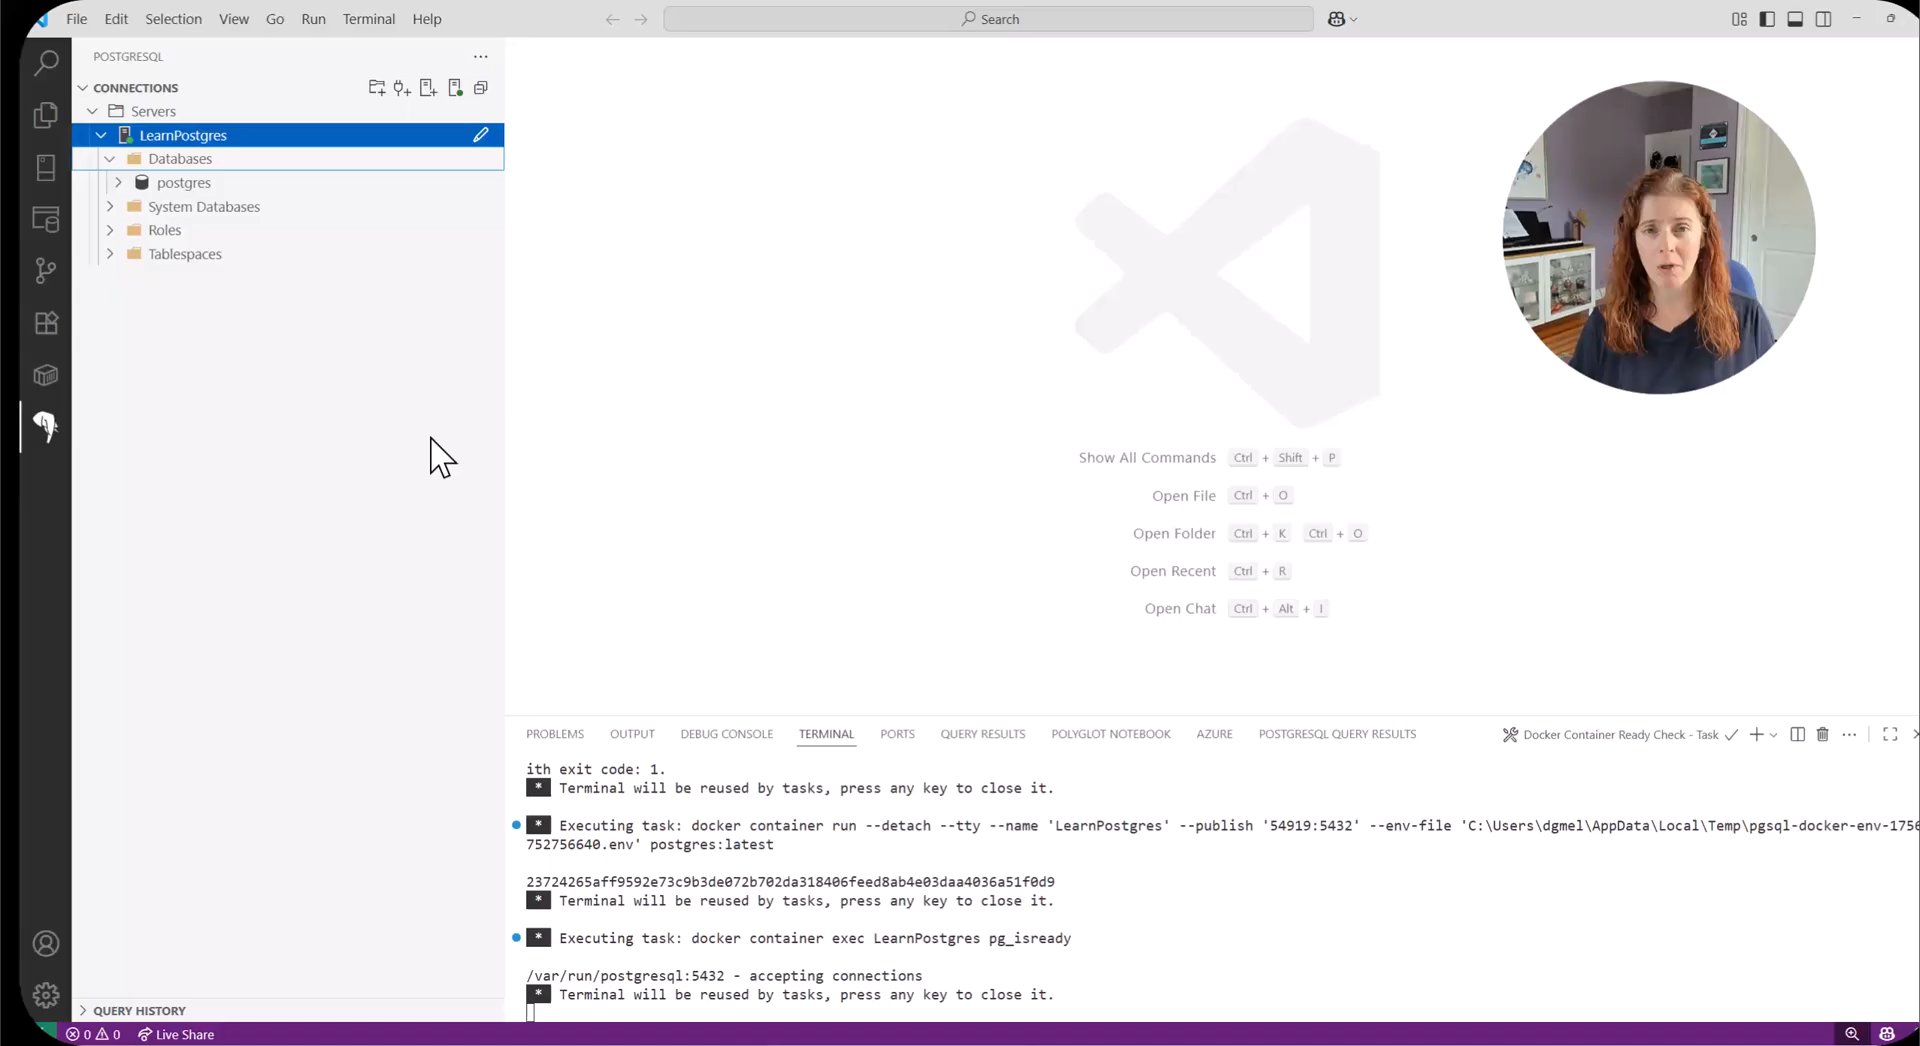 File Edit Selection View Go Run Terminal Help
Search
POSTGRESQL
CONNECTIONS
Servers
LearnPostgres
Databases
postgres
System Databases
Roles
Tablespaces
Show All Commands Ctrl + Shift + P
Open File Ctrl + O
Open Folder Ctrl + K Ctrl + O
Open Recent Ctrl + R
Open Chat Ctrl + Alt + I
PROBLEMS OUTPUT DEBUG CONSOLE TERMINAL PORTS QUERY RESULTS POLYGLOT NOTEBOOK AZURE POSTGRESQL QUERY RESULTS Docker Container Ready Check - Task
ith exit code: 1.
* Terminal will be reused by tasks, press any key to close it.
* Executing task: docker container run --detach --tty --name 'LearnPostgres' --publish '54919:5432' --env-file 'C:\Users\dgmel\AppData\Local\Temp\pgsql-docker-env-1756
752756640.env' postgres:latest
23724265aff9592e73c9b3de072b702da318406feed8ab4e03daa4036a51f0d9
* Terminal will be reused by tasks, press any key to close it.
* Executing task: docker container exec LearnPostgres pg_isready
/var/run/postgresql:5432 - accepting connections
* Terminal will be reused by tasks, press any key to close it.
QUERY HISTORY
0 0 Live Share